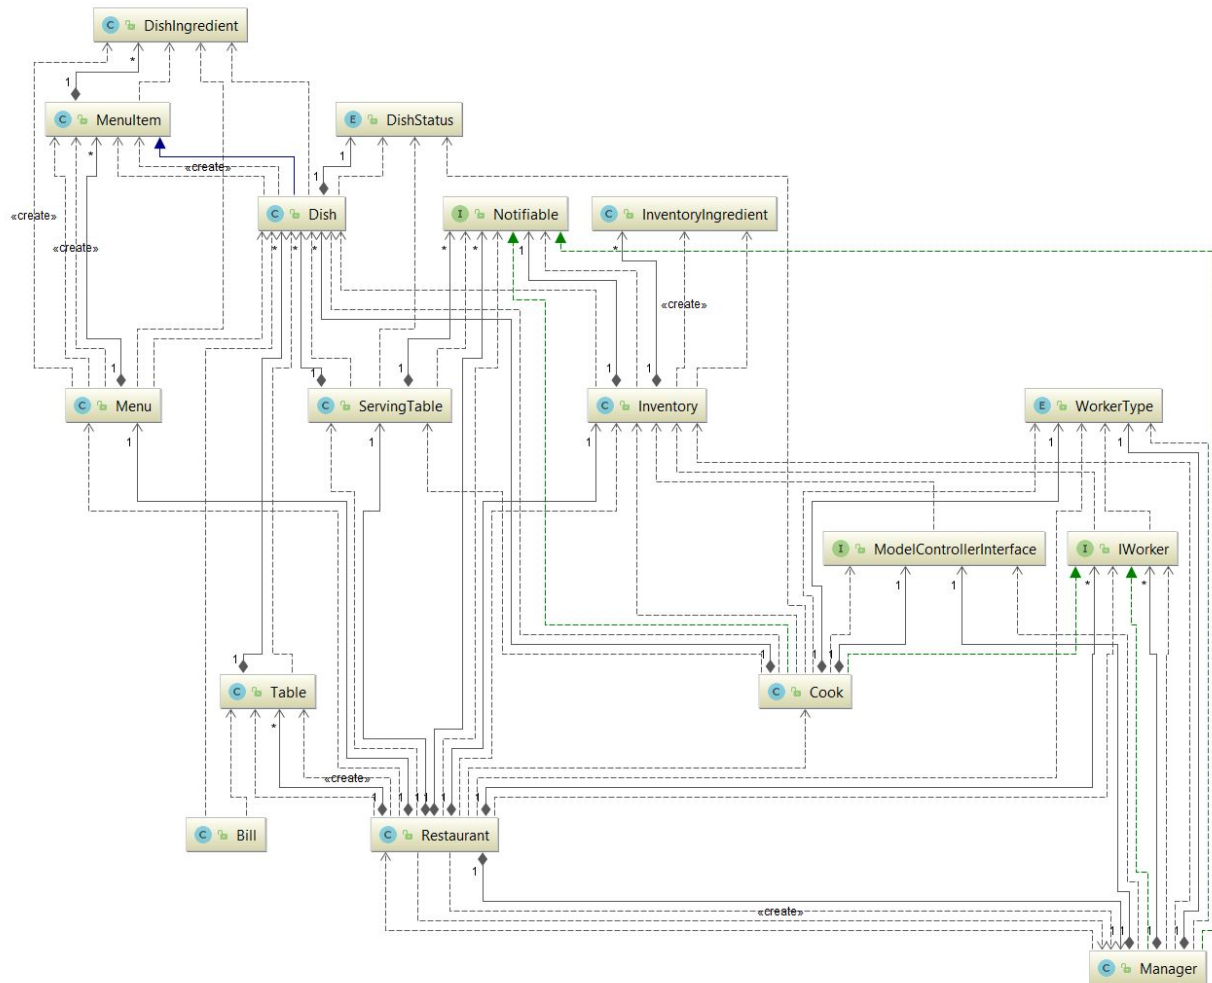 C DishIngredient
1
*
C MenuItem
E DishStatus
*
1
«create»
1
«create»
C Dish
I Notifiable
C InventoryIngredient
«create»
* * *
* * 1
*
«create»
1
1 1
1 1
C Menu
C ServingTable
C Inventory
E WorkerType
1
1
1
1 1
I ModelControllerInterface
I IWorker
1 1
* *
1
1 1 1
C Table
C Cook
*
«create»
1 1 1 1 1 1
C Bill
C Restaurant
1
«create»
1 1 1 1
C Manager